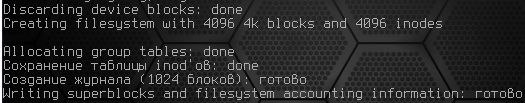 Discarding device blocks: done
Creating filesystem with 4096 4k blocks and 4096 inodes

Allocating group tables: done
Сохранение таблицы inod'ов: done
Создание журнала (1024 блоков): готово
Writing superblocks and filesystem accounting information: готово